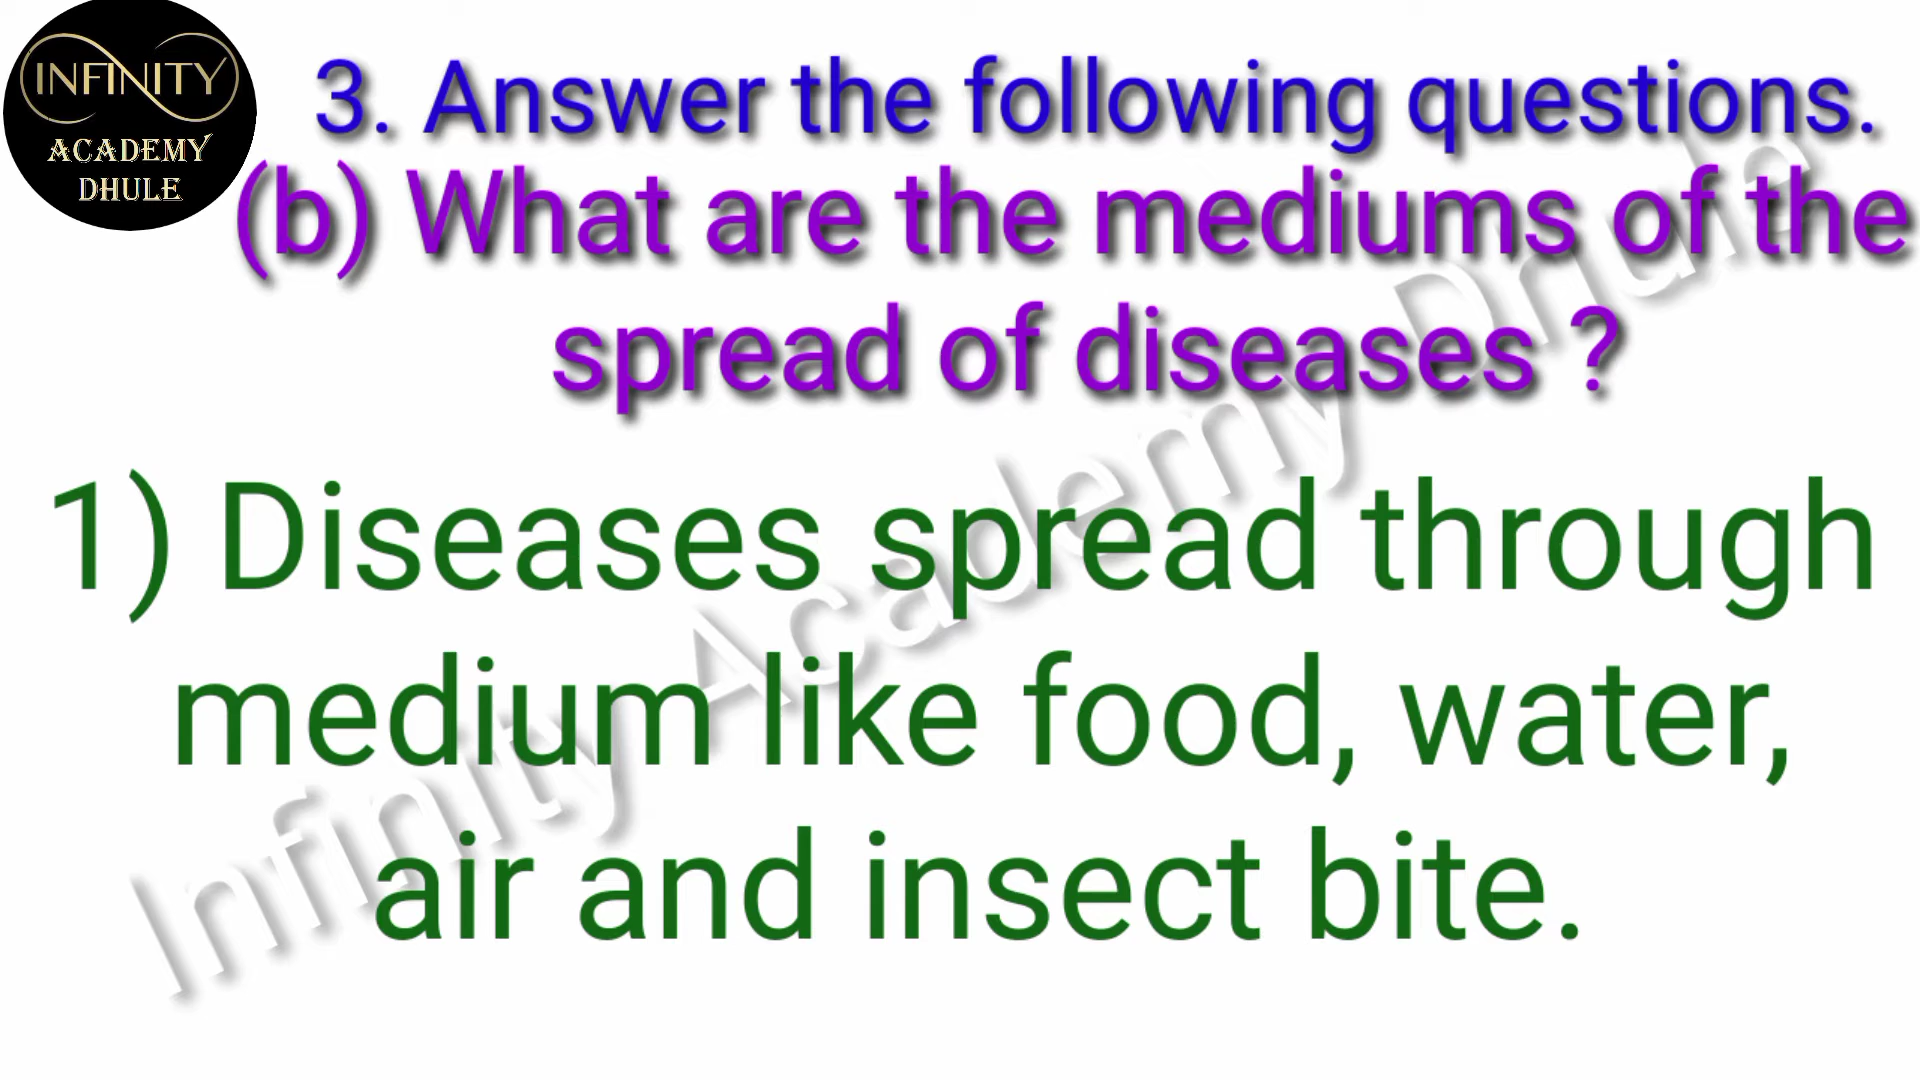 INFINITY
ACADEMY
DHULE
3. Answer the following questions.
(b) What are the mediums of the
spread of diseases ?
1) Diseases spread through
medium like food, water,
air and insect bite.
Infinity Academy Dhule